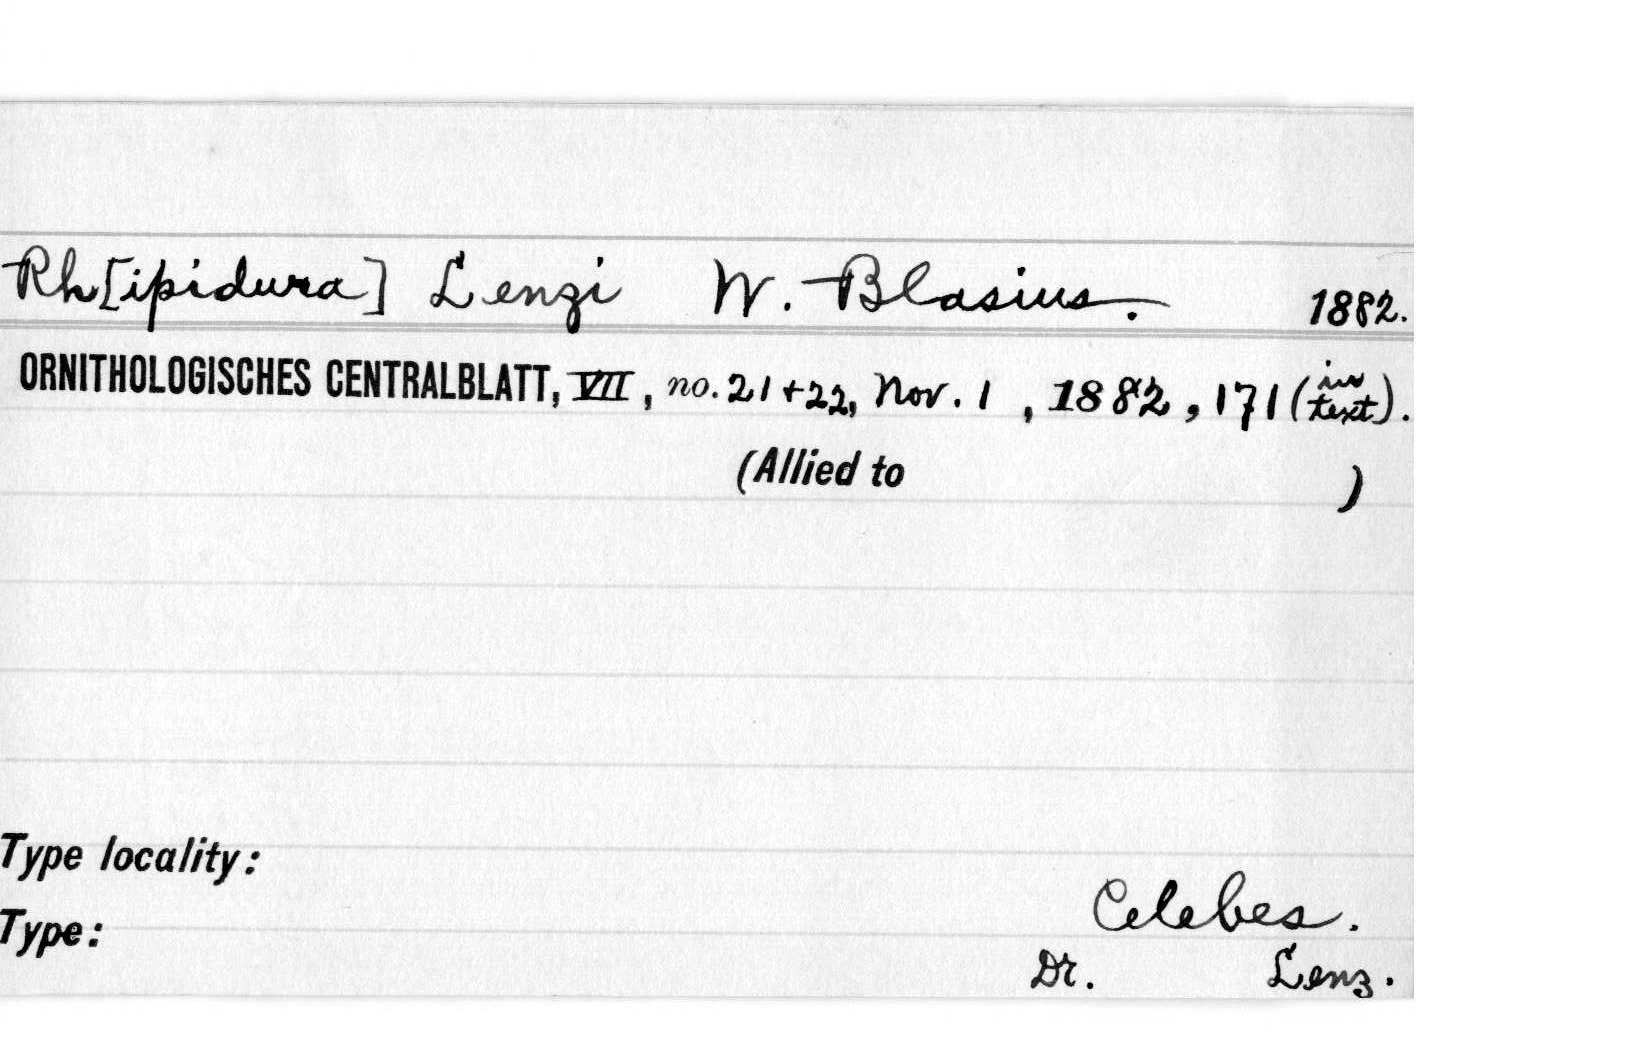 Rh[ipidura] Lenzi W. Blasius. 1882.
ORNITHOLOGISCHES CENTRALBLATT, VII, no. 21+22, Nov. 1, 1882, 171 (in text).
(Allied to )
Type locality:
Celebes.
Type:
Dr. Lenz.